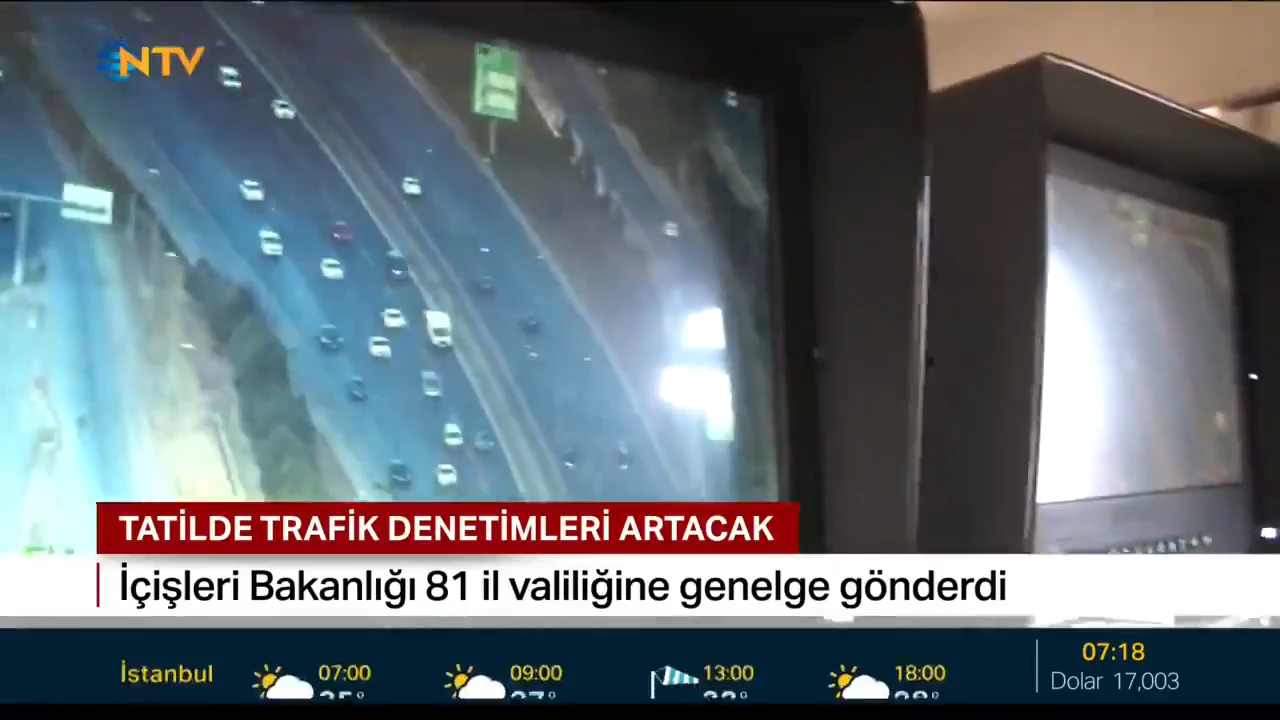 NTV
TATİLDE TRAFİK DENETİMLERİ ARTACAK
İçişleri Bakanlığı 81 il valiliğine genelge gönderdi
İstanbul
07:00
09:00
13:00
18:00
07:18
Dolar 17,003